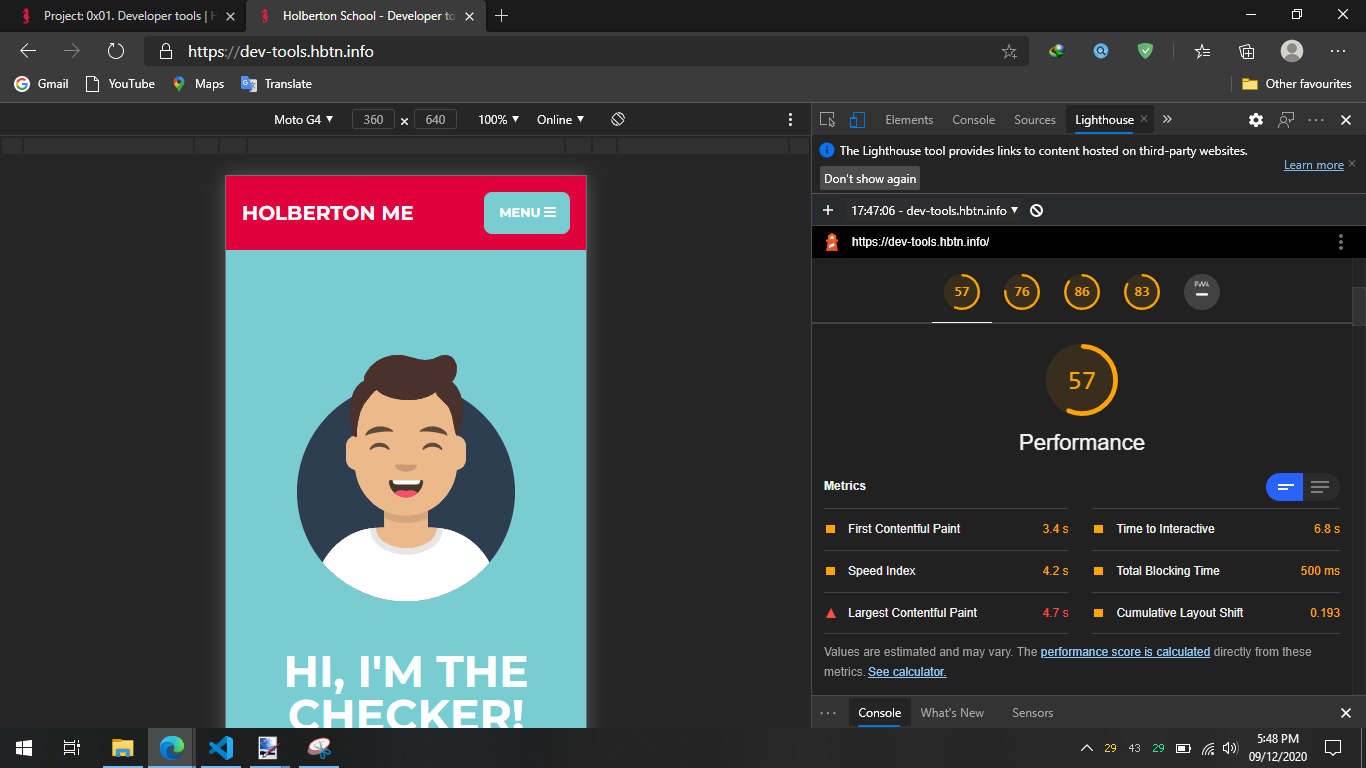 Project: 0x01. Developer tools | H
Holberton School - Developer to
https://dev-tools.hbtn.info
Gmail
YouTube
Maps
Translate
Other favourites
Moto G4
360 × 640
100%
Online
Elements
Console
Sources
Lighthouse
The Lighthouse tool provides links to content hosted on third-party websites.
Learn more
Don't show again
17:47:06 - dev-tools.hbtn.info
https://dev-tools.hbtn.info/
57 76 86 83 PWA
57
Performance
Metrics
First Contentful Paint 3.4 s
Time to Interactive 6.8 s
Speed Index 4.2 s
Total Blocking Time 500 ms
Largest Contentful Paint 4.7 s
Cumulative Layout Shift 0.193
Values are estimated and may vary. The performance score is calculated directly from these
metrics. See calculator.
Console What's New Sensors
HOLBERTON ME
MENU
HI, I'M THE
CHECKER!
29 43 29
5:48 PM
09/12/2020